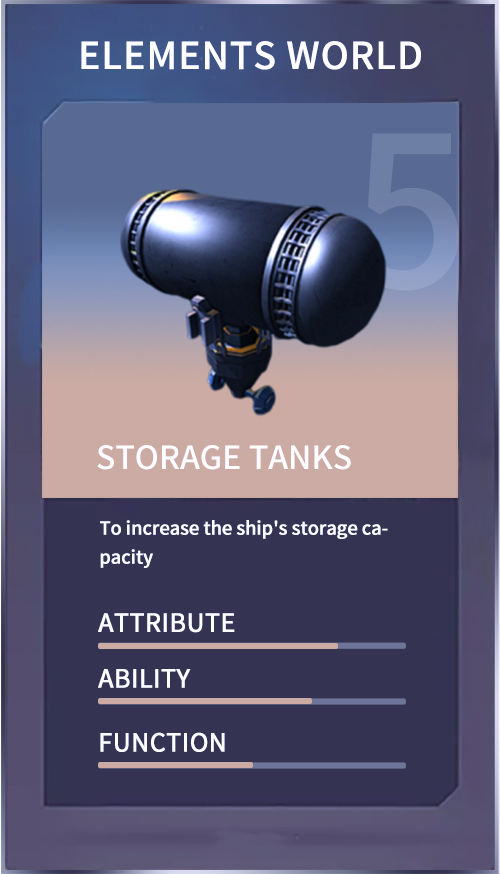 ELEMENTS WORLD
5
STORAGE TANKS
To increase the ship's storage ca-
pacity
ATTRIBUTE
ABILITY
FUNCTION